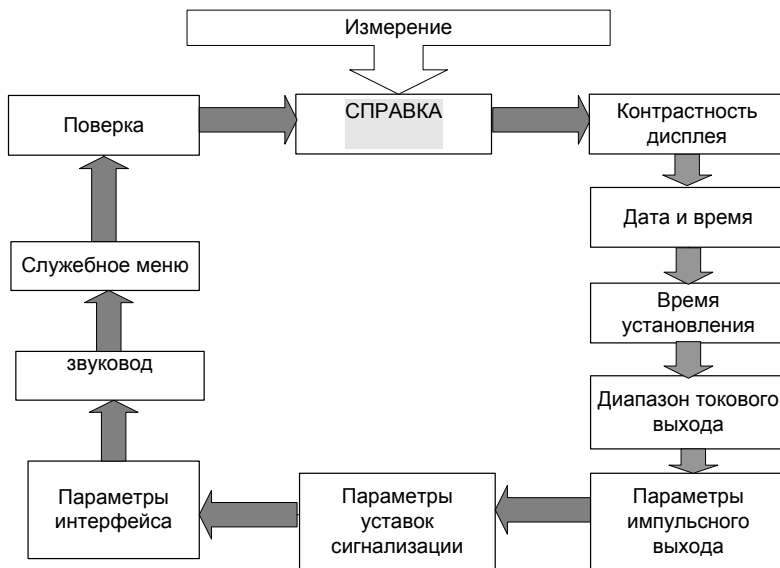 Измерение
СПРАВКА
Контрастность
дисплея
Дата и время
Время
установления
Диапазон токового
выхода
Параметры
импульсного
выхода
Параметры
уставок
сигнализации
Параметры
интерфейса
звуковод
Служебное меню
Поверка